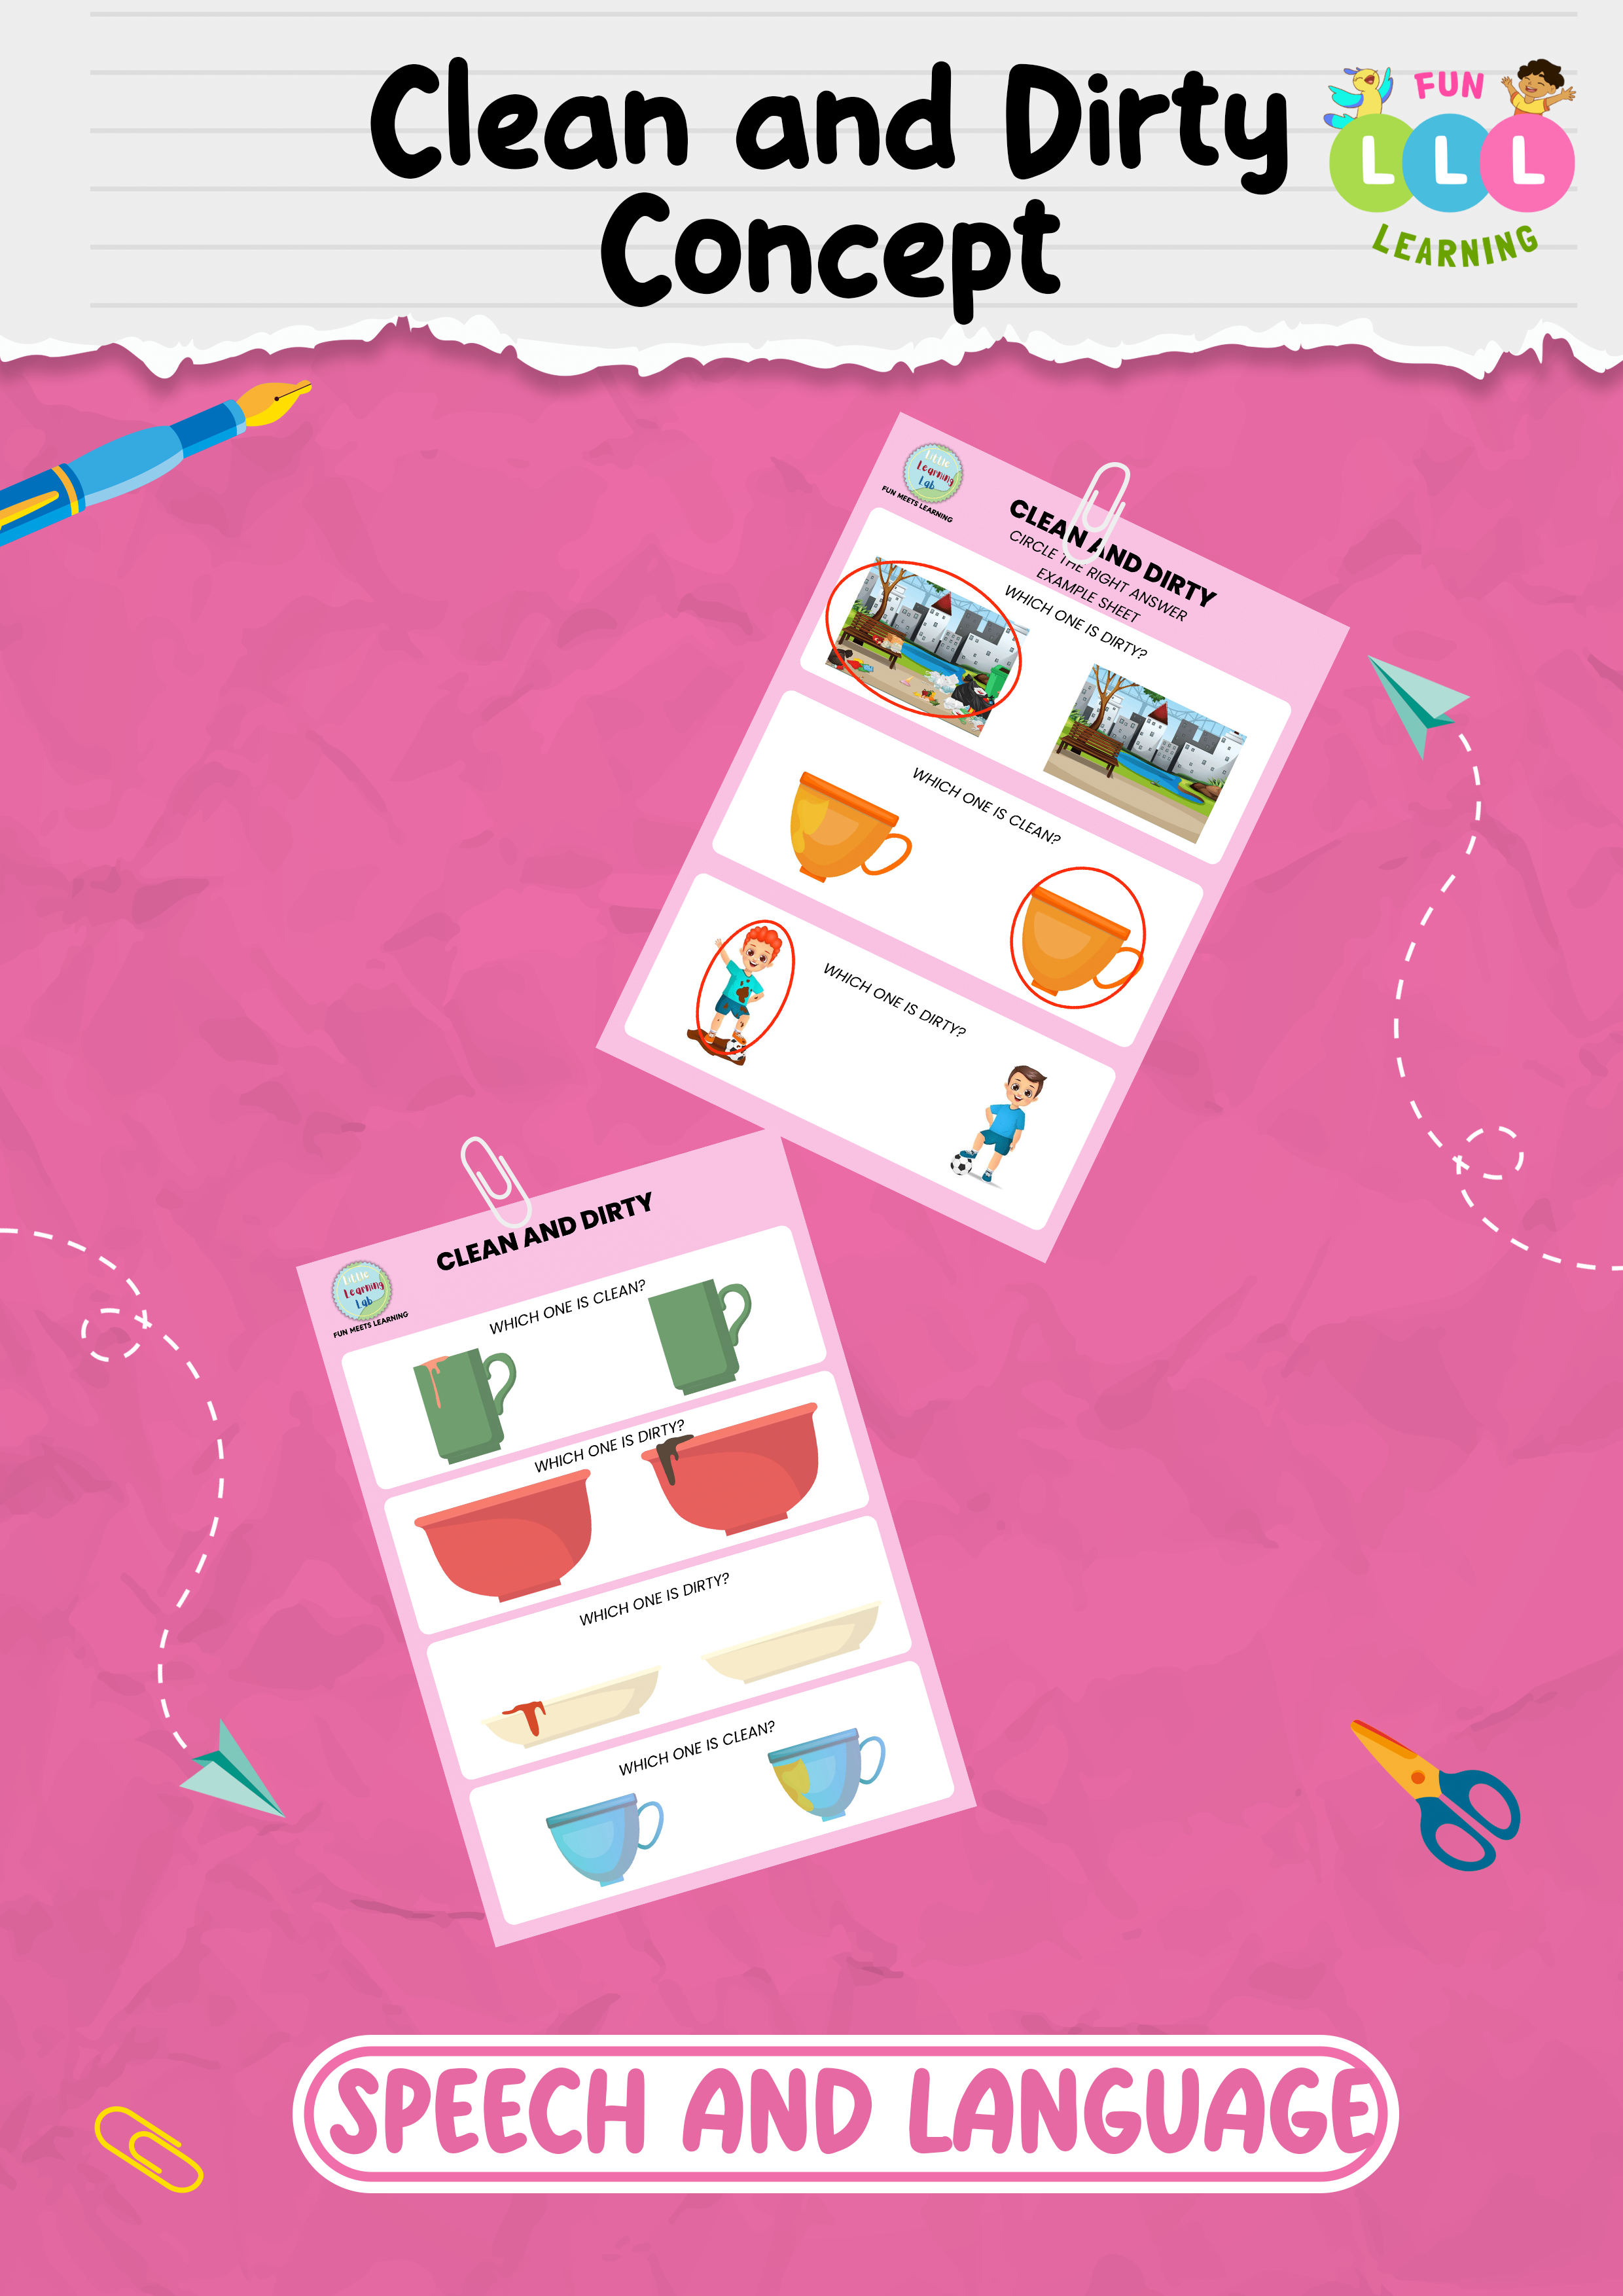 Clean and Dirty
Concept
FUN
L L L
LEARNING
Little
Learning
Lab
FUN MEETS LEARNING
CLEAN AND DIRTY
CIRCLE THE RIGHT ANSWER
EXAMPLE SHEET
WHICH ONE IS DIRTY?
WHICH ONE IS CLEAN?
WHICH ONE IS DIRTY?
CLEAN AND DIRTY
Little
Learning
Lab
FUN MEETS LEARNING
WHICH ONE IS CLEAN?
WHICH ONE IS DIRTY?
WHICH ONE IS DIRTY?
WHICH ONE IS CLEAN?
SPEECH AND LANGUAGE